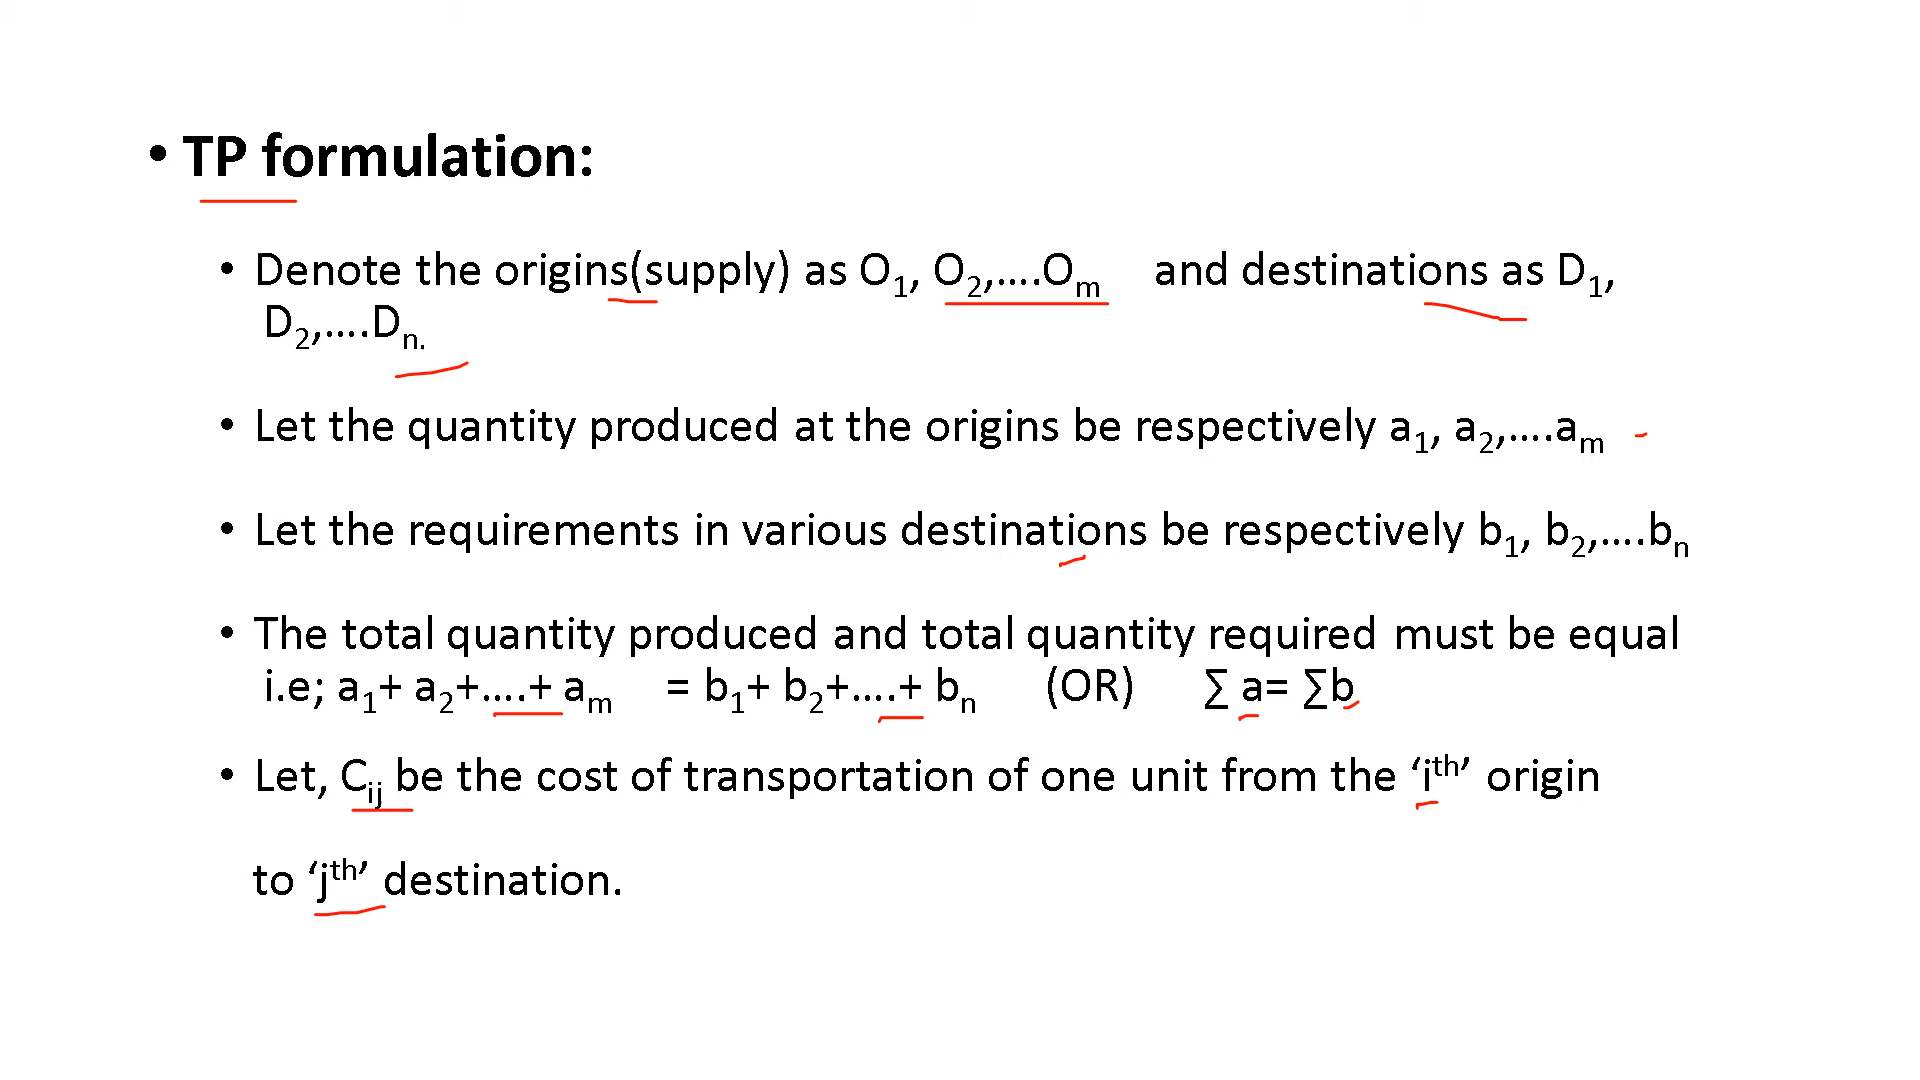 • TP formulation:
• Denote the origins(supply) as O₁, O₂,….Oₘ and destinations as D₁,
D₂,….Dₙ.
• Let the quantity produced at the origins be respectively a₁, a₂,….aₘ
• Let the requirements in various destinations be respectively b₁, b₂,….bₙ
• The total quantity produced and total quantity required must be equal
i.e; a₁+ a₂+….+ aₘ = b₁+ b₂+….+ bₙ (OR) ∑ a= ∑b
• Let, Cᵢⱼ be the cost of transportation of one unit from the ‘iᵗʰ’ origin
to ‘jᵗʰ’ destination.